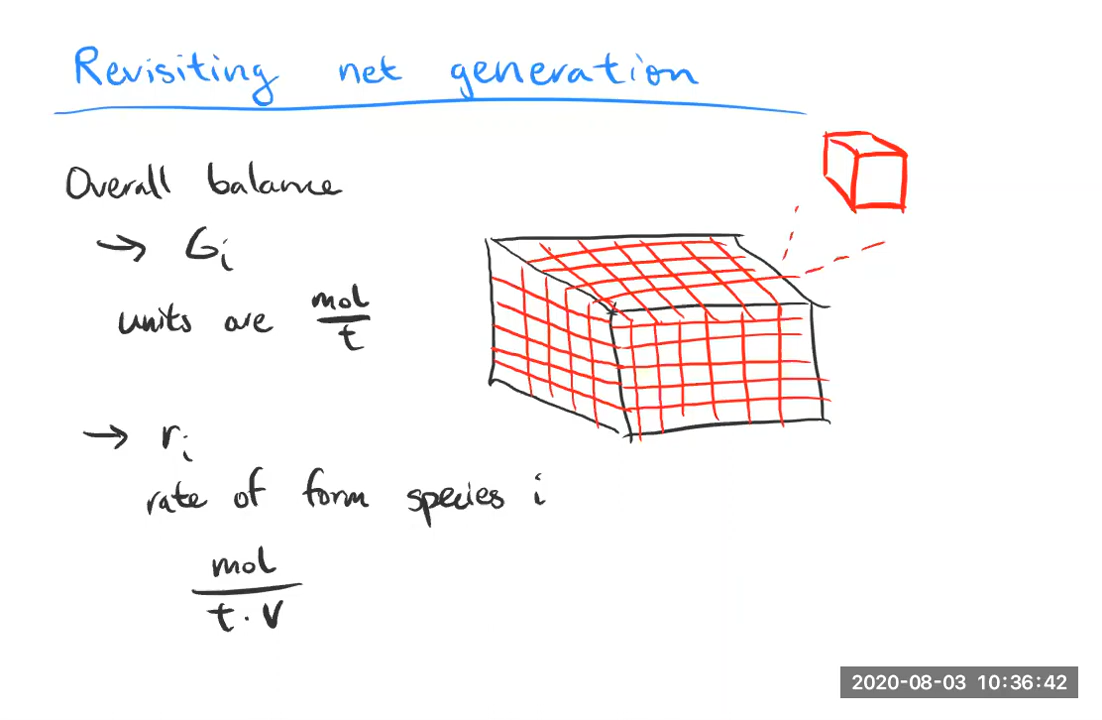 Revisiting net generation
Overall balance
→ Gi
units are mol/t
→ ri
rate of form species i
mol
t · V
2020-08-03 10:36:42